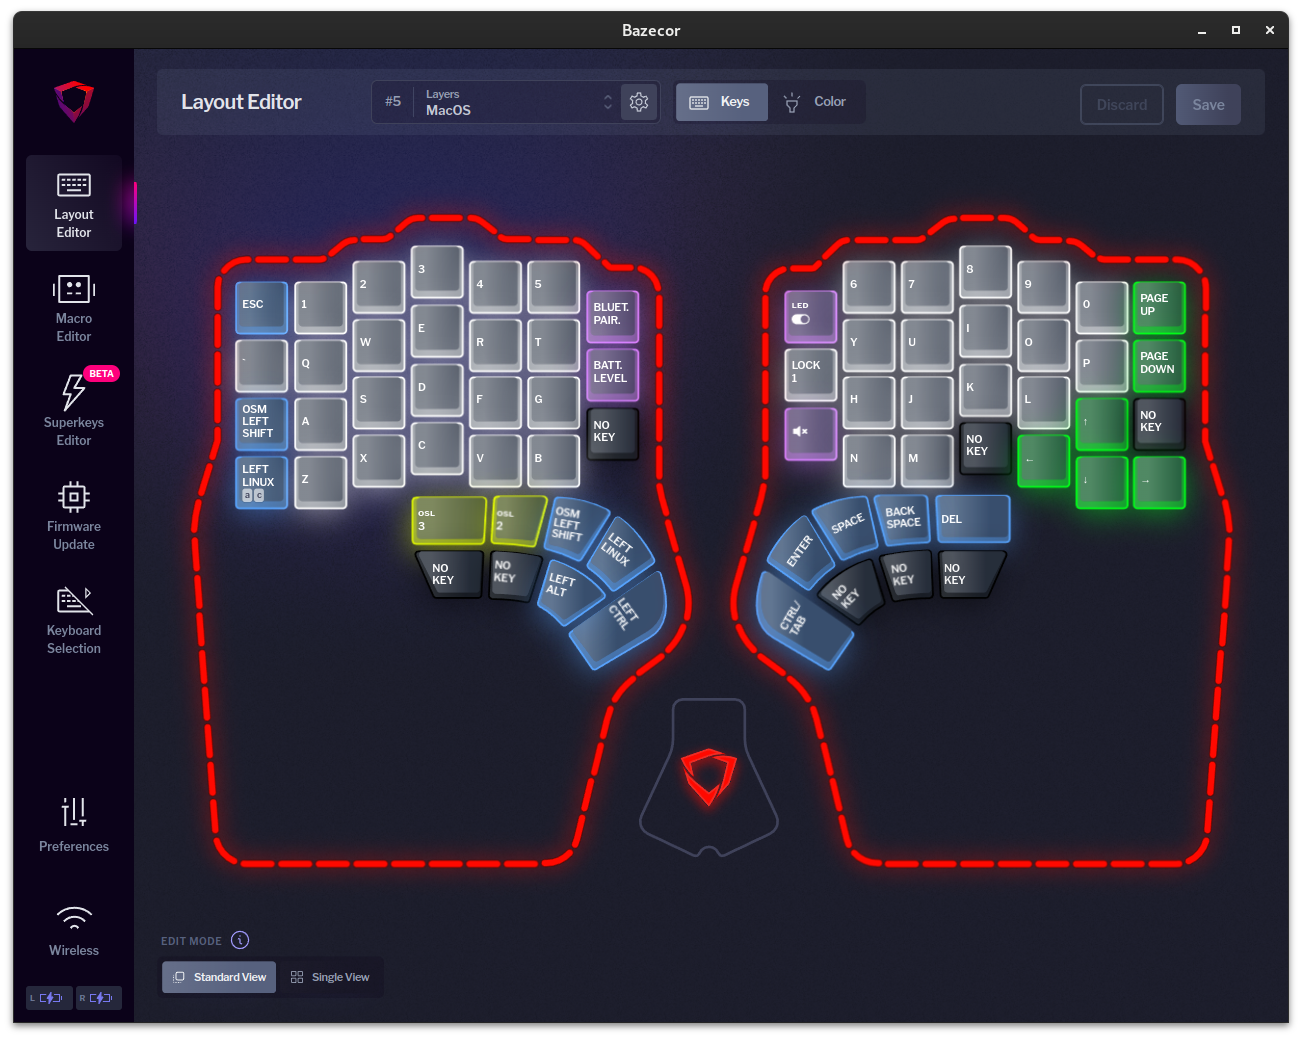 Bazecor
Layout Editor
#5
Layers
MacOS
Keys
Color
Discard
Save
Layout
Editor
Macro
Editor
BETA
Superkeys
Editor
Firmware
Update
Keyboard
Selection
Preferences
Wireless
L
R
ESC
1
2
3
4
5
BLUET.
PAIR.
`
Q
W
E
R
T
BATT.
LEVEL
OSM
LEFT
SHIFT
A
S
D
F
G
NO
KEY
LEFT
LINUX
a c
Z
X
C
V
B
OSL
3
OSL
2
OSM
LEFT
SHIFT
LEFT
LINUX
NO
KEY
NO
KEY
LEFT
ALT
LEFT
CTRL
LED
6
7
8
9
0
PAGE
UP
LOCK
1
Y
U
I
O
P
PAGE
DOWN
H
J
K
L
↑
NO
KEY
N
M
NO
KEY
←
↓
→
ENTER
SPACE
BACK
SPACE
DEL
CTRL/
TAB
NO
KEY
NO
KEY
NO
KEY
EDIT MODE
i
Standard View
Single View